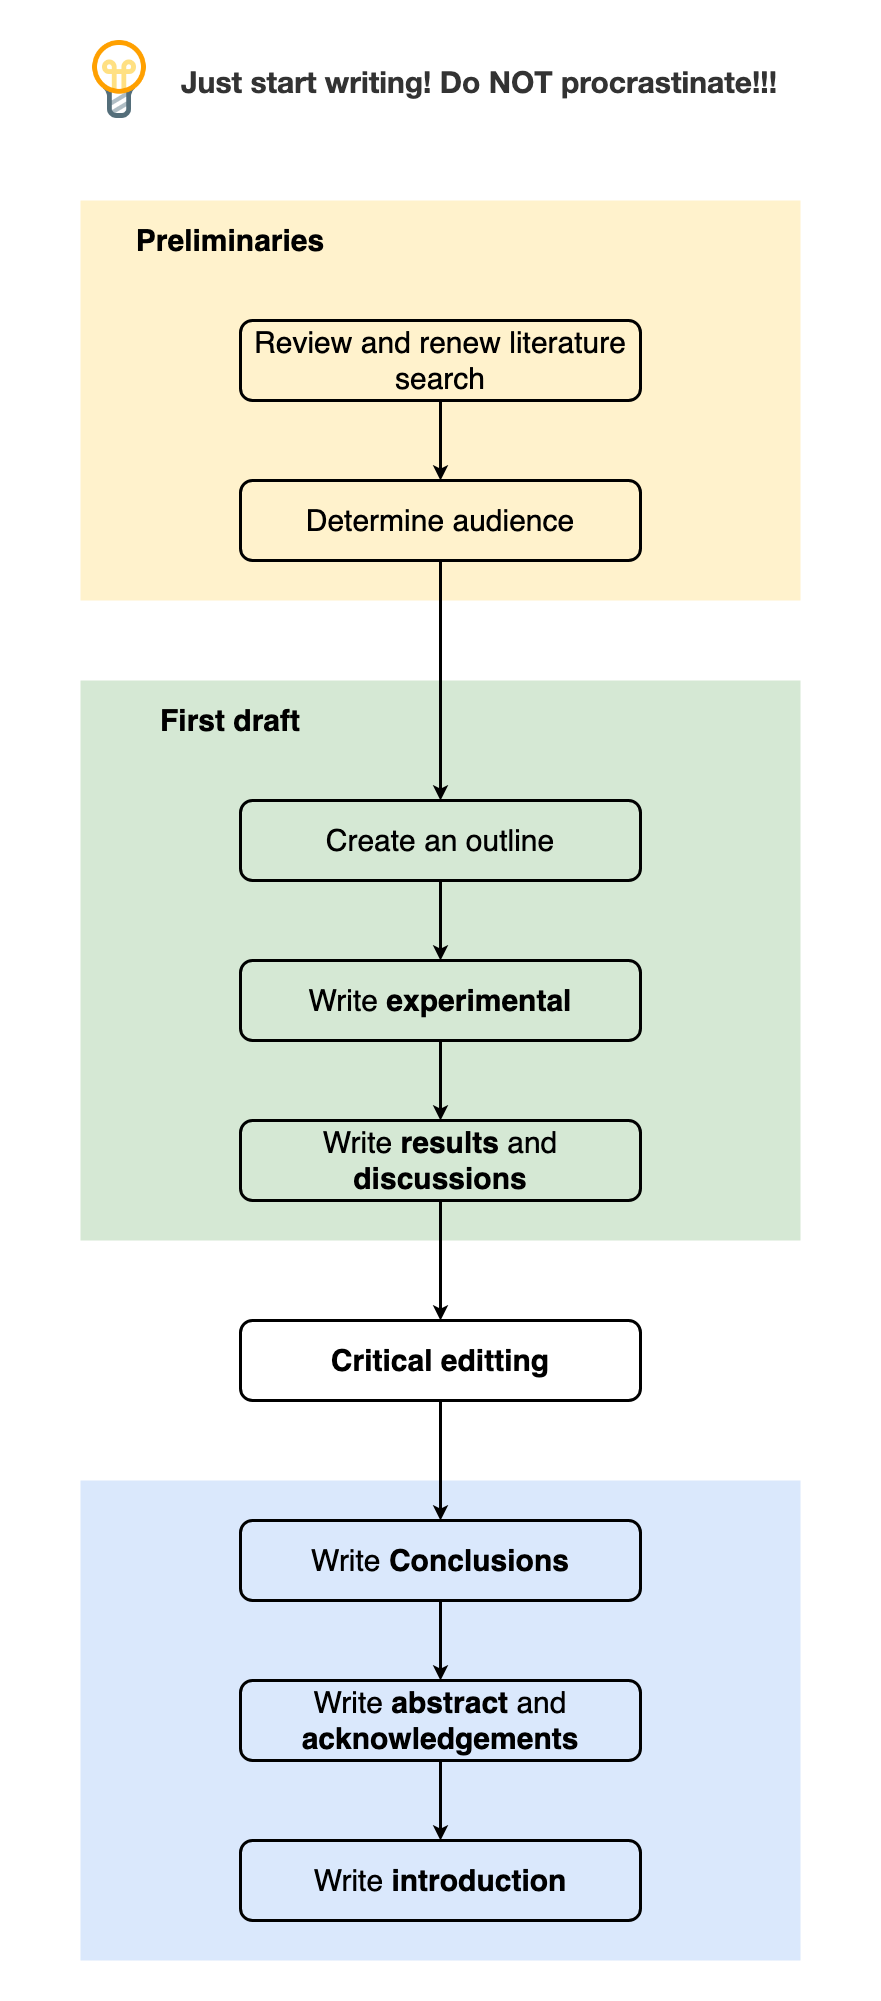 Just start writing! Do NOT procrastinate!!!
Preliminaries
Review and renew literature
search
Determine audience
First draft
Create an outline
Write experimental
Write results and
discussions
Critical editting
Write Conclusions
Write abstract and
acknowledgements
Write introduction